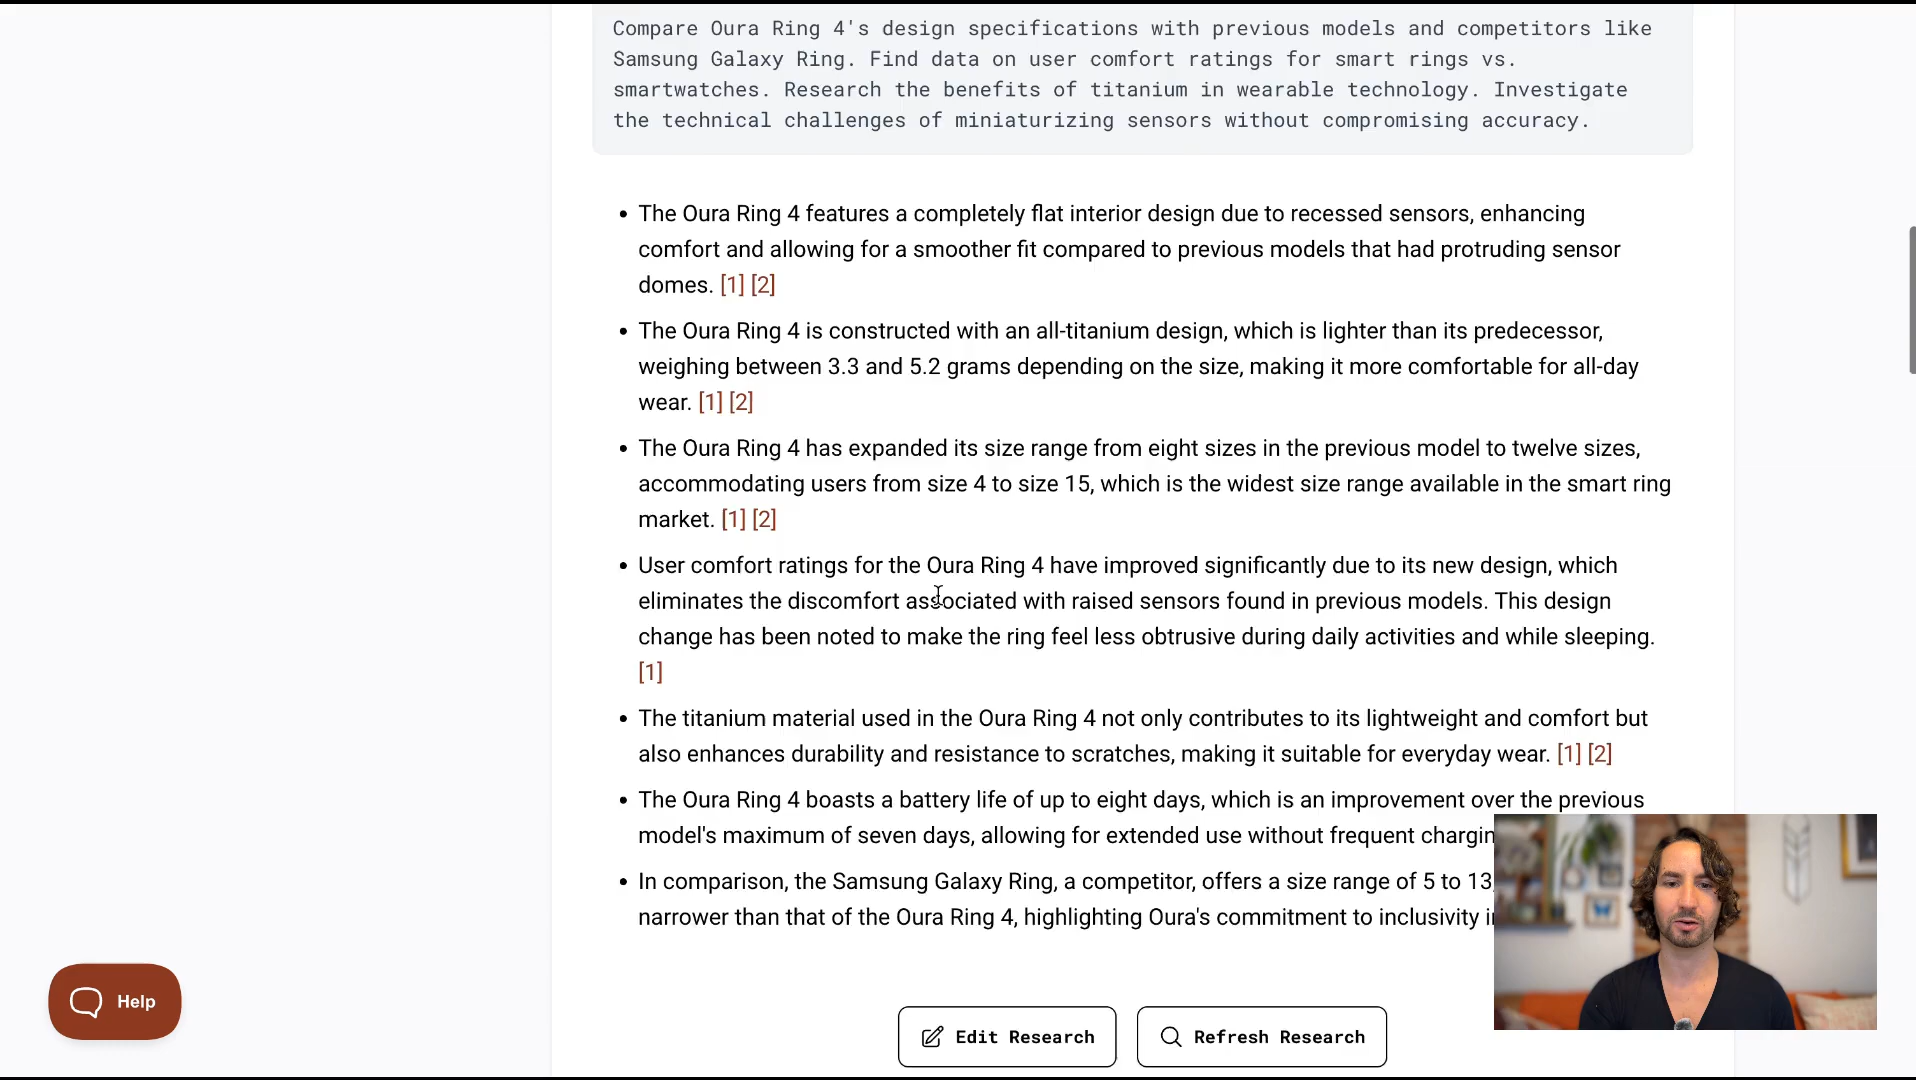 Compare Oura Ring 4's design specifications with previous models and competitors like
Samsung Galaxy Ring. Find data on user comfort ratings for smart rings vs.
smartwatches. Research the benefits of titanium in wearable technology. Investigate
the technical challenges of miniaturizing sensors without compromising accuracy.
• The Oura Ring 4 features a completely flat interior design due to recessed sensors, enhancing
comfort and allowing for a smoother fit compared to previous models that had protruding sensor
domes. [1] [2]
• The Oura Ring 4 is constructed with an all-titanium design, which is lighter than its predecessor,
weighing between 3.3 and 5.2 grams depending on the size, making it more comfortable for all-day
wear. [1] [2]
• The Oura Ring 4 has expanded its size range from eight sizes in the previous model to twelve sizes,
accommodating users from size 4 to size 15, which is the widest size range available in the smart ring
market. [1] [2]
• User comfort ratings for the Oura Ring 4 have improved significantly due to its new design, which
eliminates the discomfort associated with raised sensors found in previous models. This design
change has been noted to make the ring feel less obtrusive during daily activities and while sleeping.
[1]
• The titanium material used in the Oura Ring 4 not only contributes to its lightweight and comfort but
also enhances durability and resistance to scratches, making it suitable for everyday wear. [1] [2]
• The Oura Ring 4 boasts a battery life of up to eight days, which is an improvement over the previous
model's maximum of seven days, allowing for extended use without frequent
• In comparison, the Samsung Galaxy Ring, a competitor, offers a size range of 5 to 13
narrower than that of the Oura Ring 4, highlighting Oura's commitment to inclusivity
Help
Edit Research
Refresh Research